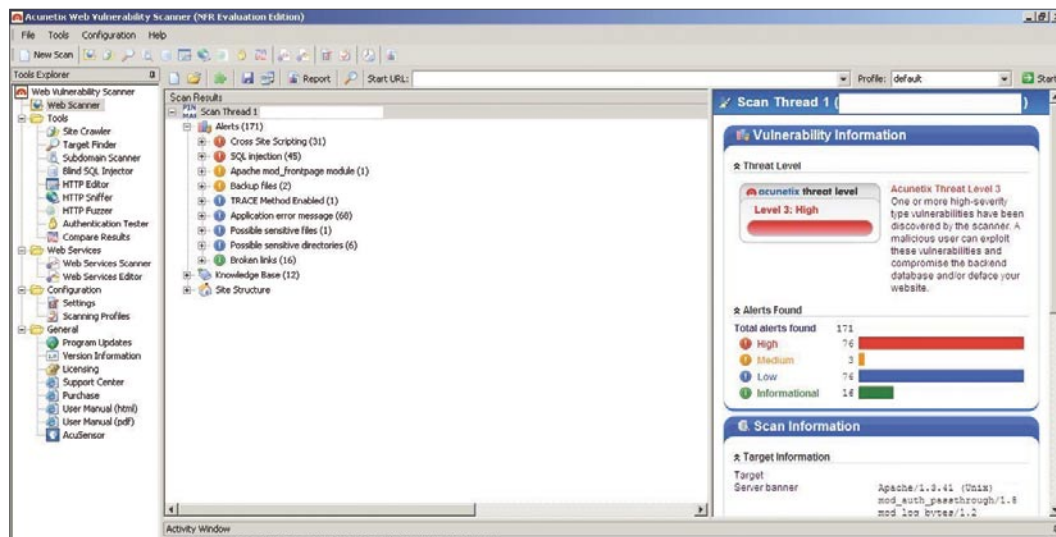 Acunetix Web Vulnerability Scanner (NFR Evaluation Edition)
File Tools Configuration Help
New Scan
Report
Start URL:
Profile: default
Start
Tools Explorer
Web Vulnerability Scanner
Web Scanner
Tools
Site Crawler
Target Finder
Subdomain Scanner
Blind SQL Injector
HTTP Editor
HTTP Sniffer
HTTP Fuzzer
Authentication Tester
Compare Results
Web Services
Web Services Scanner
Web Services Editor
Configuration
Settings
Scanning Profiles
General
Program Updates
Version Information
Licensing
Support Center
Purchase
User Manual (html)
User Manual (pdf)
AcuSensor
Scan Results
Scan Thread 1
Alerts (171)
Cross Site Scripting (31)
SQL injection (45)
Apache mod_frontpage module (1)
Backup files (2)
TRACE Method Enabled (1)
Application error message (68)
Possible sensitive files (1)
Possible sensitive directories (6)
Broken links (16)
Knowledge Base (12)
Site Structure
Activity Window
Scan Thread 1 ( )
Vulnerability Information
Threat Level
acunetix threat level
Level 3: High
Acunetix Threat Level 3
One or more high-severity
type vulnerabilities have been
discovered by the scanner. A
malicious user can exploit
these vulnerabilities and
compromise the backend
database and/or deface your
website.
Alerts Found
Total alerts found 171
High 76
Medium 3
Low 76
Informational 16
Scan Information
Target Information
Target
Server banner Apache/1.3.41 (Unix)
mod_auth_passthrough/1.8
mod_log_bytes/1.2